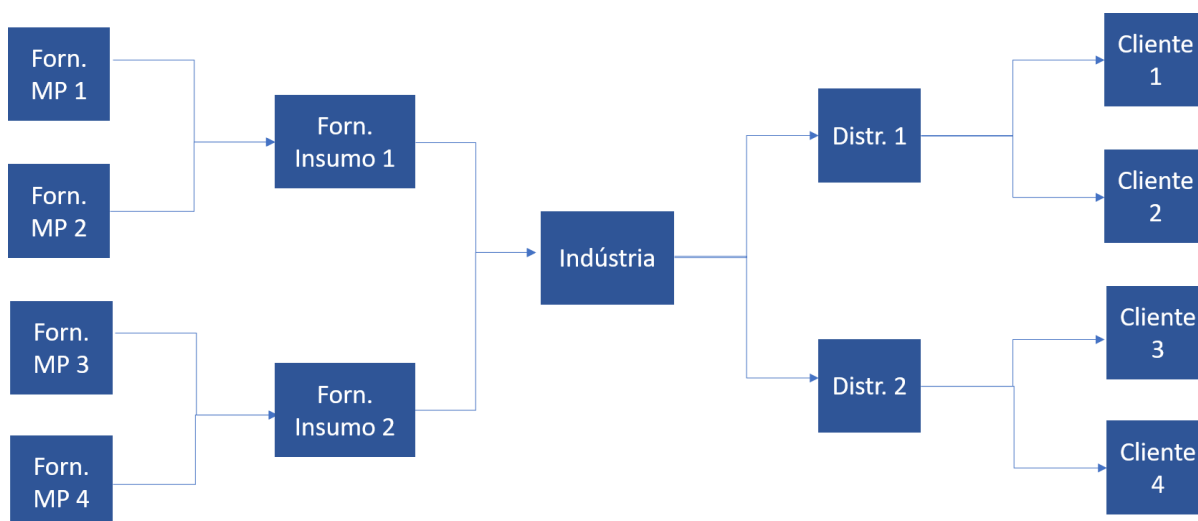 Forn.
MP 1
Forn.
MP 2
Forn.
MP 3
Forn.
MP 4
Forn.
Insumo 1
Forn.
Insumo 2
Indústria
Distr. 1
Distr. 2
Cliente
1
Cliente
2
Cliente
3
Cliente
4